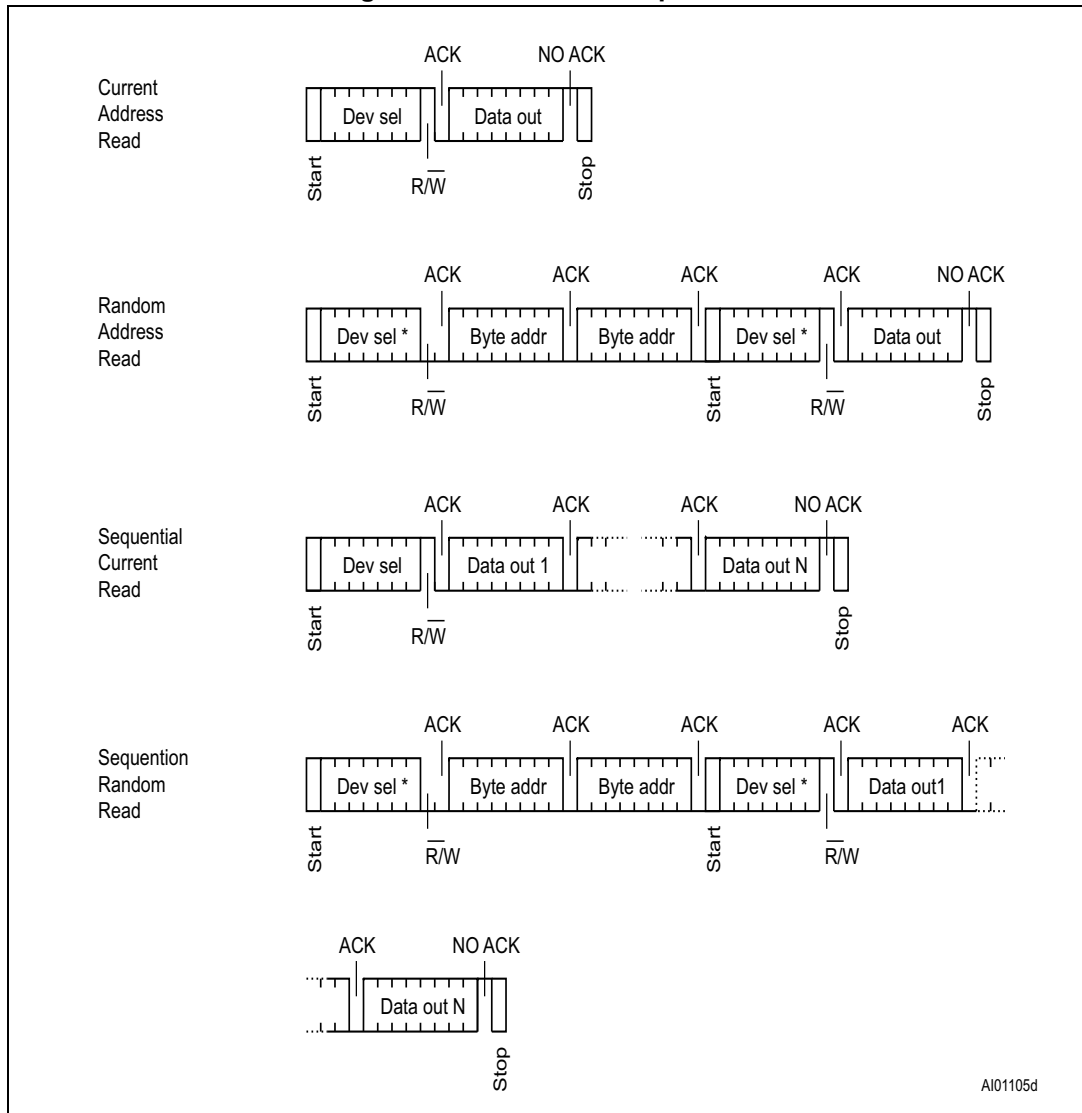 ACK NO ACK
Current
Address
Read
Dev sel Data out
Start R/W̅ Stop
ACK ACK ACK ACK NO ACK
Random
Address
Read
Dev sel * Byte addr Byte addr Dev sel * Data out
Start R/W̅ Start R/W̅ Stop
ACK ACK ACK NO ACK
Sequential
Current
Read
Dev sel Data out 1 Data out N
Start R/W̅ Stop
ACK ACK ACK ACK ACK
Sequention
Random
Read
Dev sel * Byte addr Byte addr Dev sel * Data out1
Start R̅/W Start R̅/W
ACK NO ACK
Data out N
Stop
AI01105d